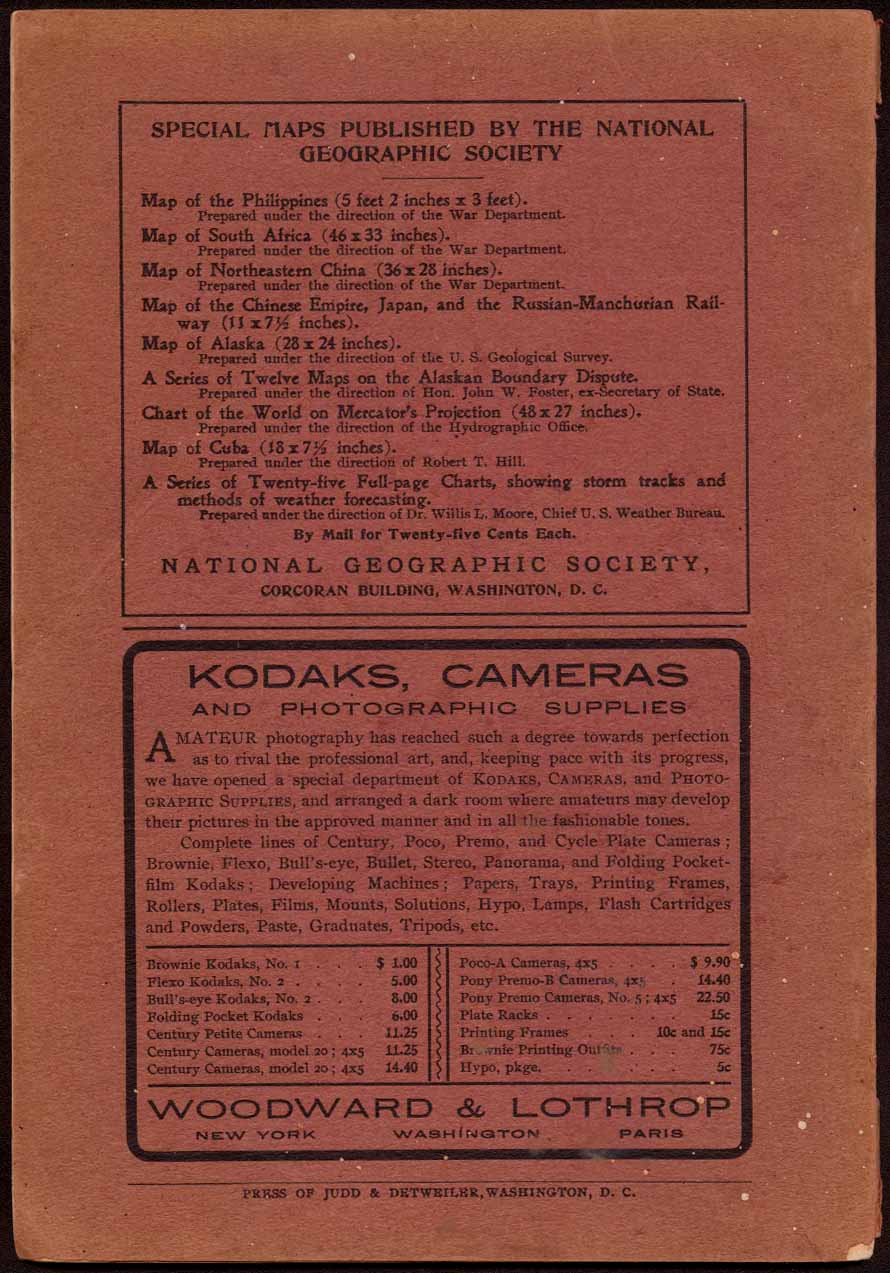 SPECIAL MAPS PUBLISHED BY THE NATIONAL
GEOGRAPHIC SOCIETY
Map of the Philippines (5 feet 2 inches x 3 feet).
Prepared under the direction of the War Department.
Map of South Africa (46 x 33 inches).
Prepared under the direction of the War Department.
Map of Northeastern China (36 x 28 inches).
Prepared under the direction of the War Department.
Map of the Chinese Empire, Japan, and the Russian-Manchurian Rail-
way (11 x 7½ inches).
Map of Alaska (28 x 24 inches).
Prepared under the direction of the U. S. Geological Survey.
A Series of Twelve Maps on the Alaskan Boundary Dispute.
Prepared under the direction of Hon. John W. Foster, ex-Secretary of State.
Chart of the World on Mercator's Projection (48 x 27 inches).
Prepared under the direction of the Hydrographic Office.
Map of Cuba (18 x 7½ inches).
Prepared under the direction of Robert T. Hill.
A Series of Twenty-five Full-page Charts, showing storm tracks and
methods of weather forecasting.
Prepared under the direction of Dr. Willis L. Moore, Chief U. S. Weather Bureau.
By Mail for Twenty-five Cents Each.
NATIONAL GEOGRAPHIC SOCIETY,
CORCORAN BUILDING, WASHINGTON, D. C.
KODAKS, CAMERAS
AND PHOTOGRAPHIC SUPPLIES
AMATEUR photography has reached such a degree towards perfection
as to rival the professional art, and, keeping pace with its progress,
we have opened a special department of KODAKS, CAMERAS, and PHOTO-
GRAPHIC SUPPLIES, and arranged a dark room where amateurs may develop
their pictures in the approved manner and in all the fashionable tones.
Complete lines of Century, Poco, Premo, and Cycle Plate Cameras;
Brownie, Flexo, Bull's-eye, Bullet, Stereo, Panorama, and Folding Pocket-
film Kodaks; Developing Machines; Papers, Trays, Printing Frames,
Rollers, Plates, Films, Mounts, Solutions, Hypo, Lamps, Flash Cartridges
and Powders, Paste, Graduates, Tripods, etc.
Brownie Kodaks, No. 1 . . . $ 1.00
Flexo Kodaks, No. 2 . . . . 5.00
Bull's-eye Kodaks, No. 2 . . . 8.00
Folding Pocket Kodaks . . . 6.00
Century Petite Cameras . . . 11.25
Century Cameras, model 20; 4x5 11.25
Century Cameras, model 20; 4x5 14.40
Poco-A Cameras, 4x5 . . . . $ 9.90
Pony Premo-B Cameras, 4x5 . 14.40
Pony Premo Cameras, No. 5; 4x5 22.50
Plate Racks . . . . . . . 15c
Printing Frames . . . 10c and 15c
Brownie Printing Outfits . . . 75c
Hypo, pkge. . . . . . . 5c
WOODWARD & LOTHROP
NEW YORK WASHINGTON PARIS
PRESS OF JUDD & DETWEILER, WASHINGTON, D. C.